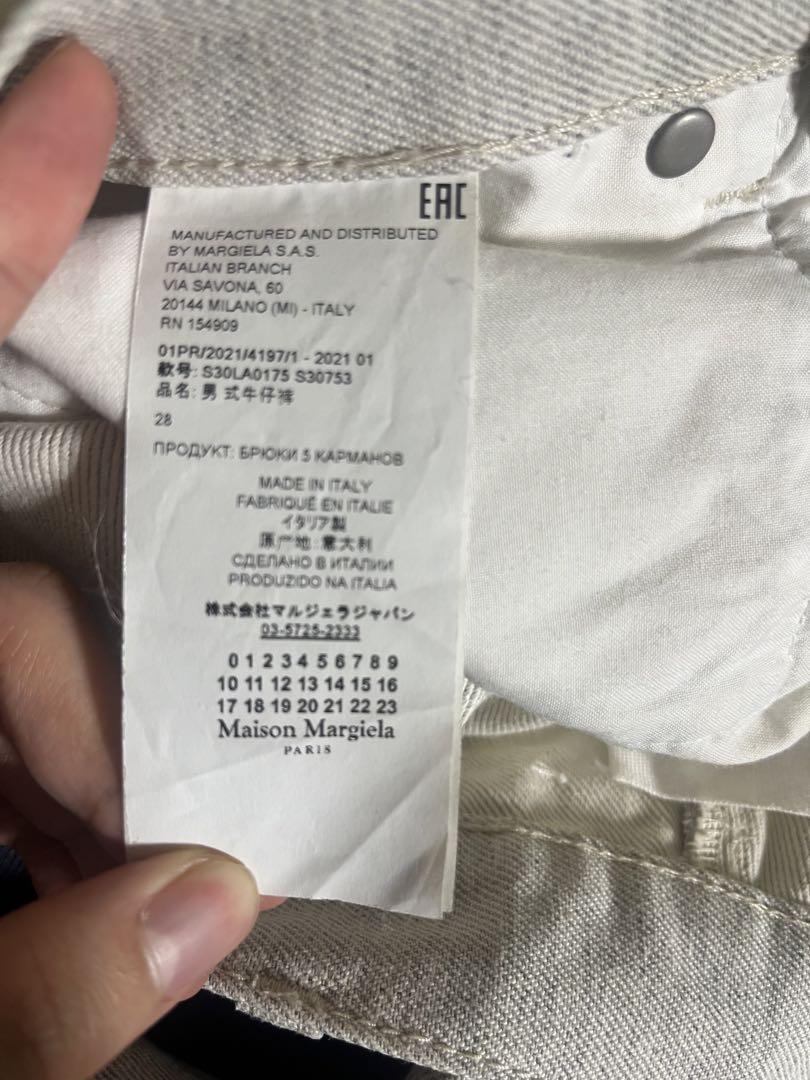 EAC
MANUFACTURED AND DISTRIBUTED
BY MARGIELA S.A.S.
ITALIAN BRANCH
VIA SAVONA, 60
20144 MILANO (MI) - ITALY
RN 154909
01PR/2021/4197/1 - 2021 01
款号: S30LA0175 S30753
品名: 男 式牛仔裤
28
ПРОДУКТ: БРЮКИ 5 КАРМАНОВ
MADE IN ITALY
FABRIQUÉ EN ITALIE
イタリア製
原产地:意大利
СДЕЛАНО В ИТАЛИИ
PRODUZIDO NA ITALIA
株式会社マルジェラジャパン
03-5725-2333
0 1 2 3 4 5 6 7 8 9
10 11 12 13 14 15 16
17 18 19 20 21 22 23
Maison Margiela
PARIS